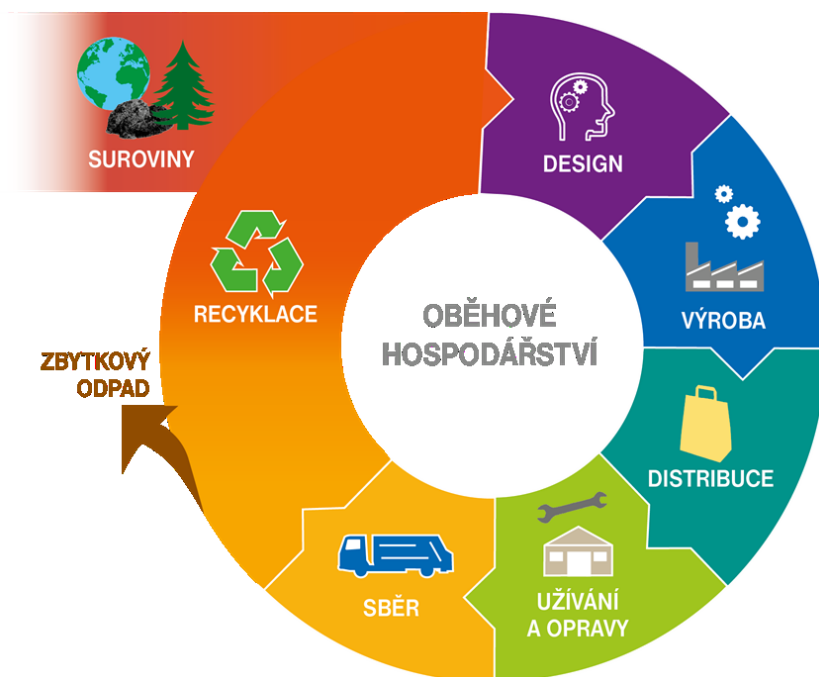 SUROVINY
DESIGN
VÝROBA
DISTRIBUCE
UŽÍVÁNÍ
A OPRAVY
SBĚR
RECYKLACE
ZBYTKOVÝ
ODPAD
OBĚHOVÉ
HOSPODÁŘSTVÍ